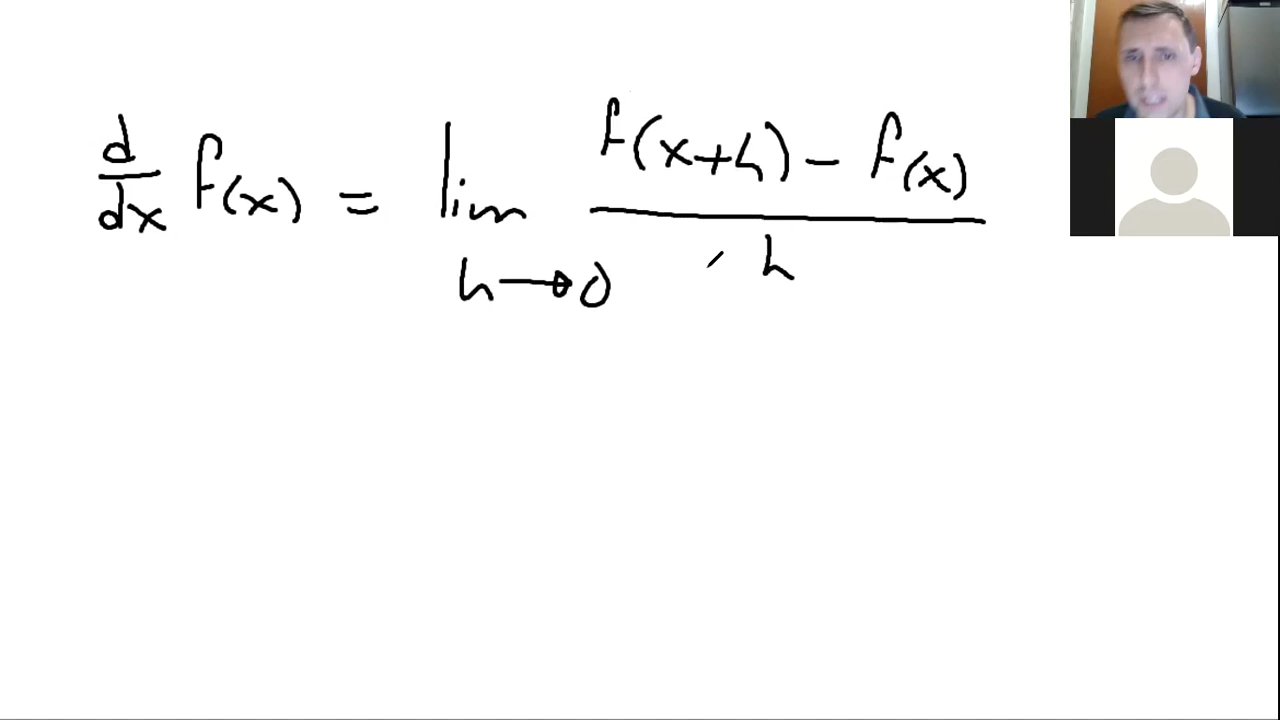 d/dx f(x) = lim h→0 (f(x+h) − f(x))/h